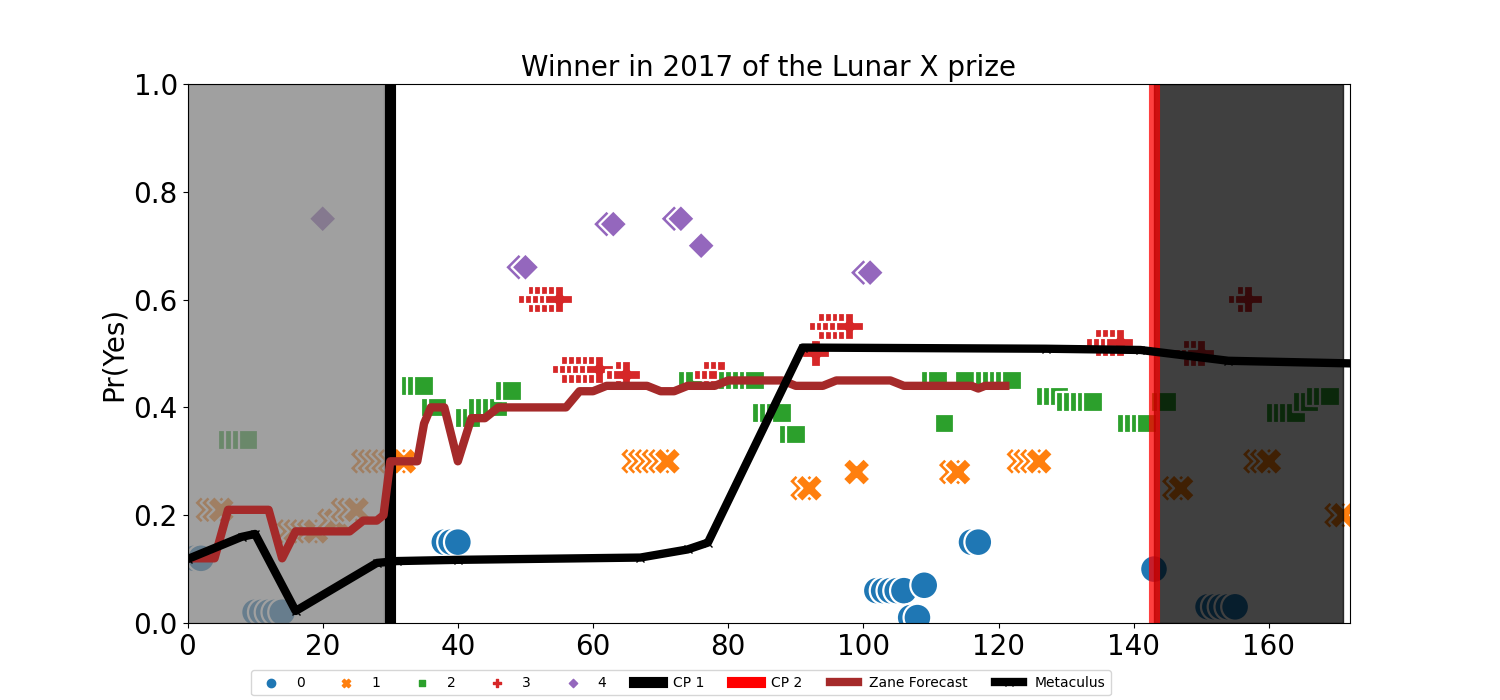 Winner in 2017 of the Lunar X prize
Pr(Yes)
1.0
0.8
0.6
0.4
0.2
0.0
0 20 40 60 80 100 120 140 160
0 1 2 3 4 CP 1 CP 2 Zane Forecast Metaculus